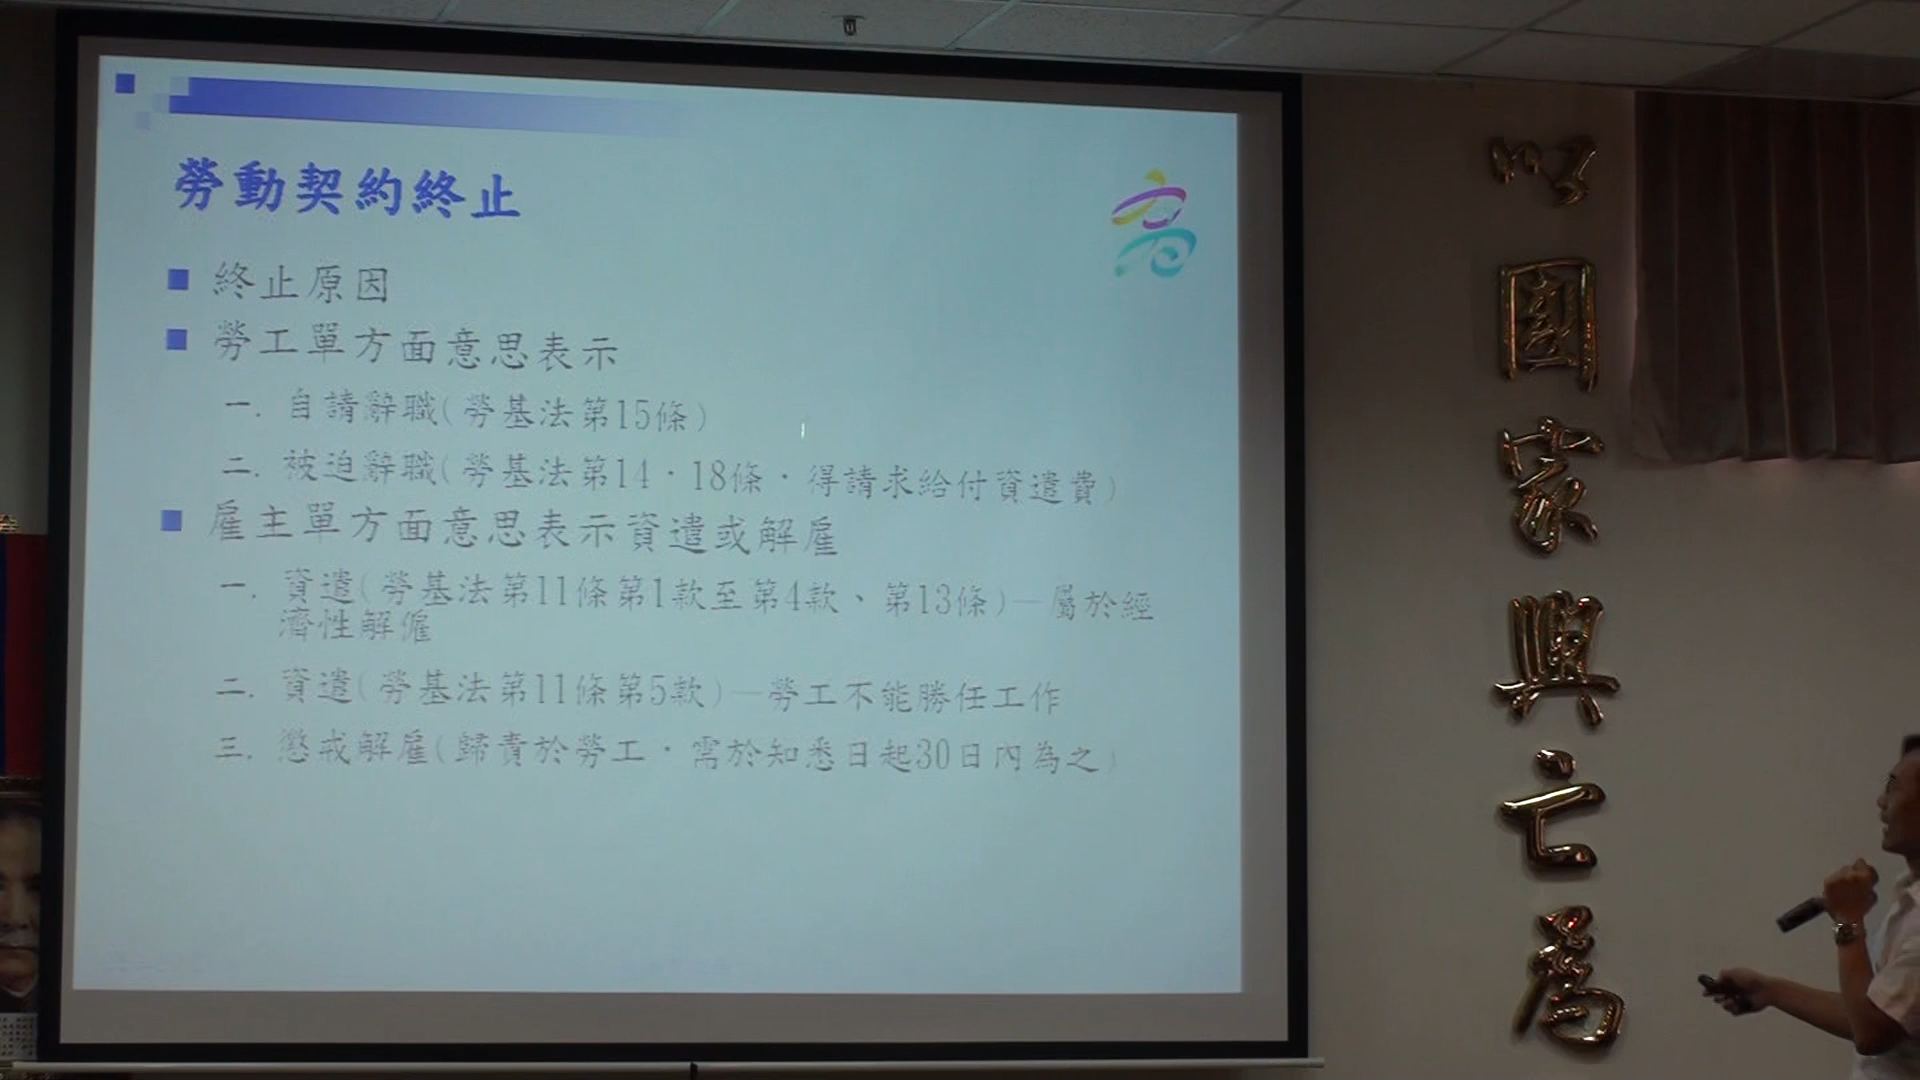 勞動契約終止
終止原因
勞工單方面意思表示
一. 自請辭職(勞基法第15條)
二. 被迫辭職(勞基法第14．18條．得請求給付資遣費)
雇主單方面意思表示資遣或解雇
一. 資遣(勞基法第11條第1款至第4款、第13條)—屬於經
濟性解僱
二. 資遣(勞基法第11條第5款)—勞工不能勝任工作
三. 懲戒解雇(歸責於勞工．需於知悉日起30日內為之)
以國家興亡為